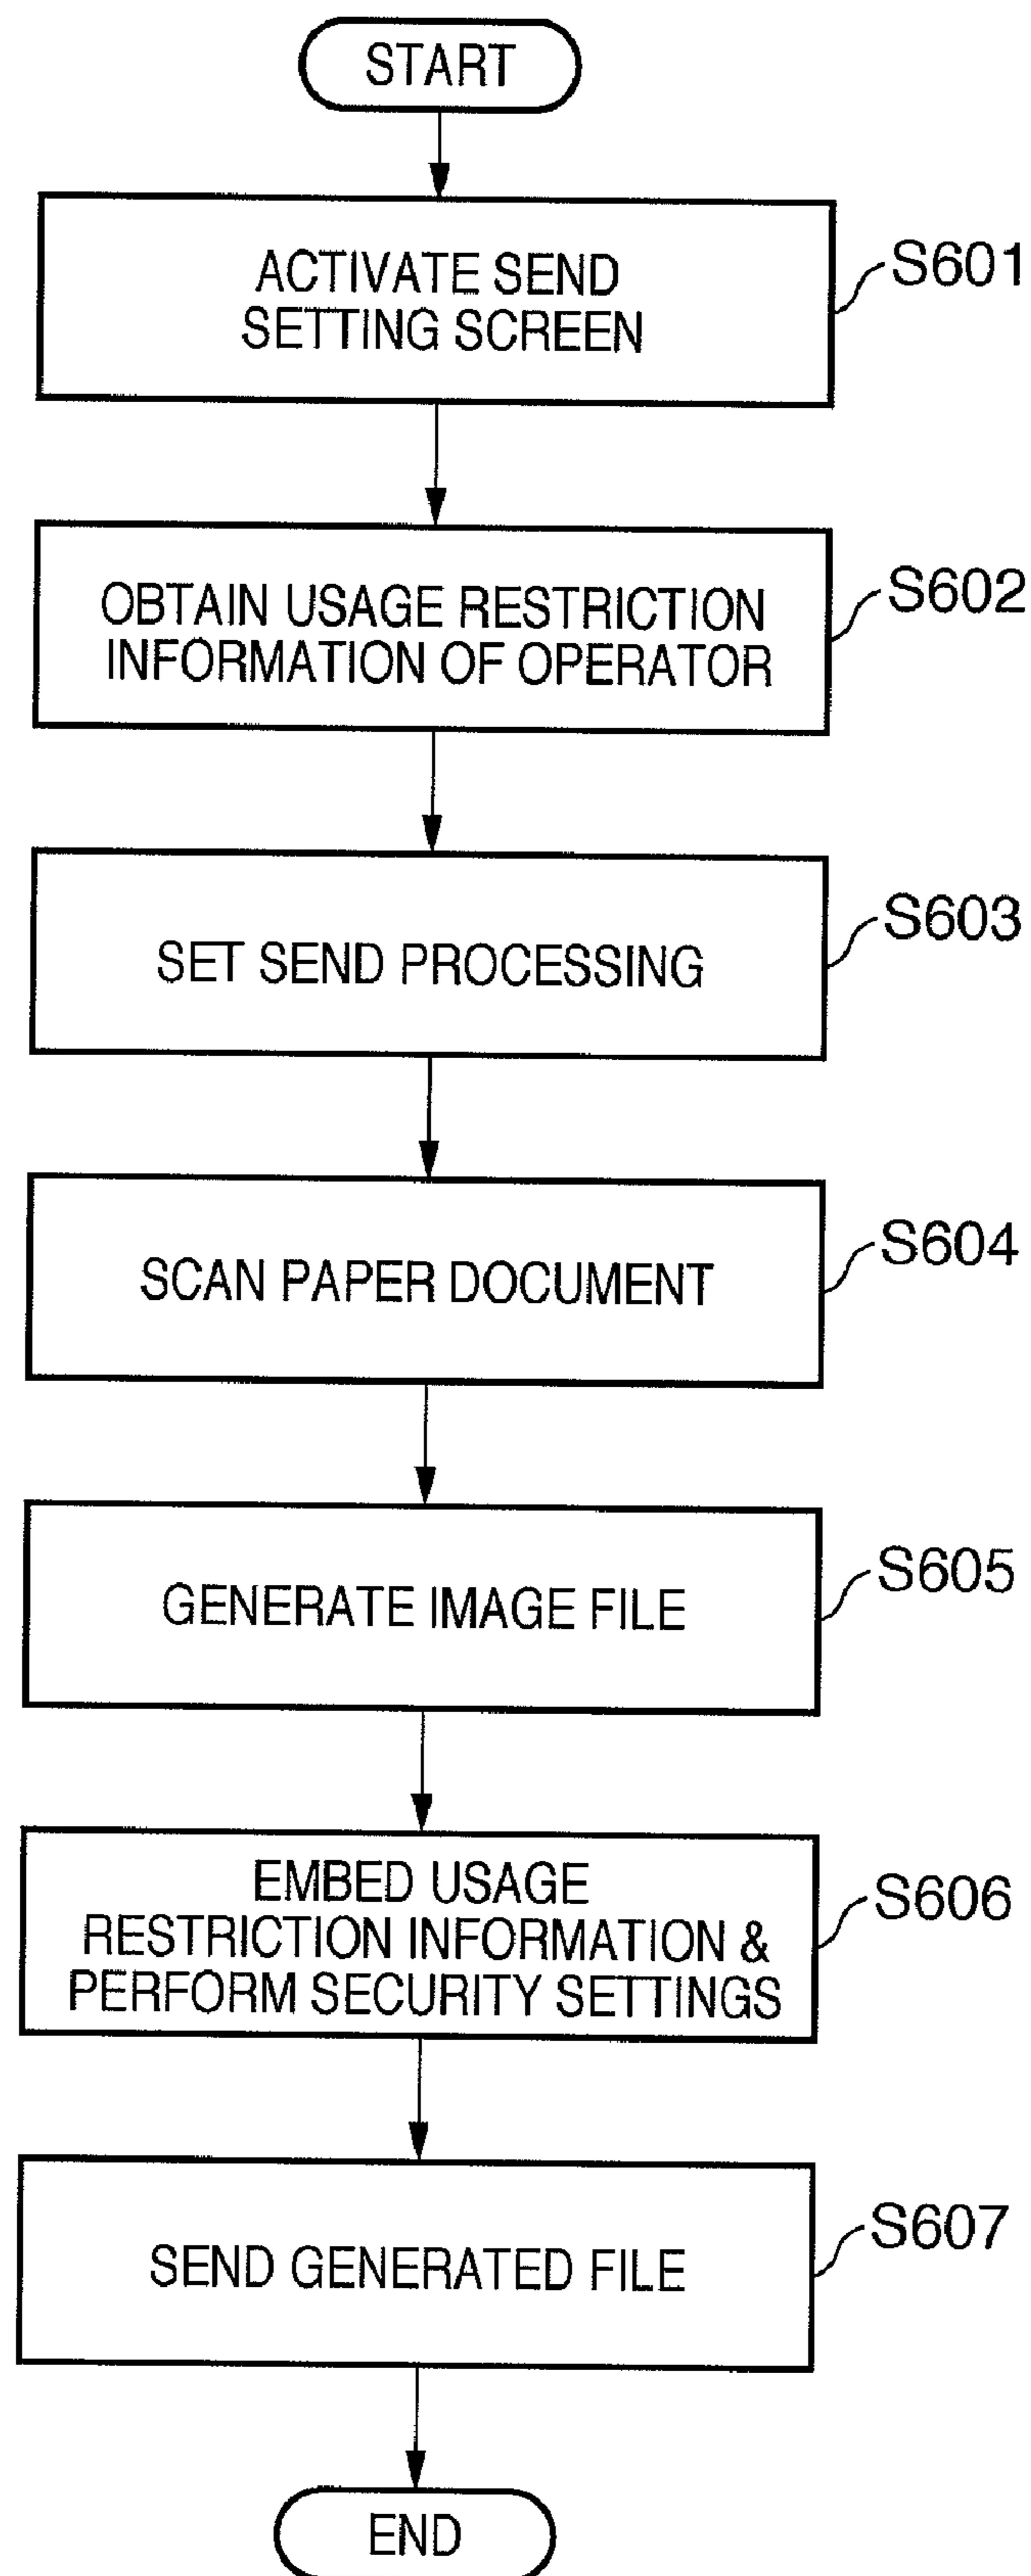 START
ACTIVATE SEND
SETTING SCREEN
S601
OBTAIN USAGE RESTRICTION
INFORMATION OF OPERATOR
S602
SET SEND PROCESSING
S603
SCAN PAPER DOCUMENT
S604
GENERATE IMAGE FILE
S605
EMBED USAGE
RESTRICTION INFORMATION &
PERFORM SECURITY SETTINGS
S606
SEND GENERATED FILE
S607
END